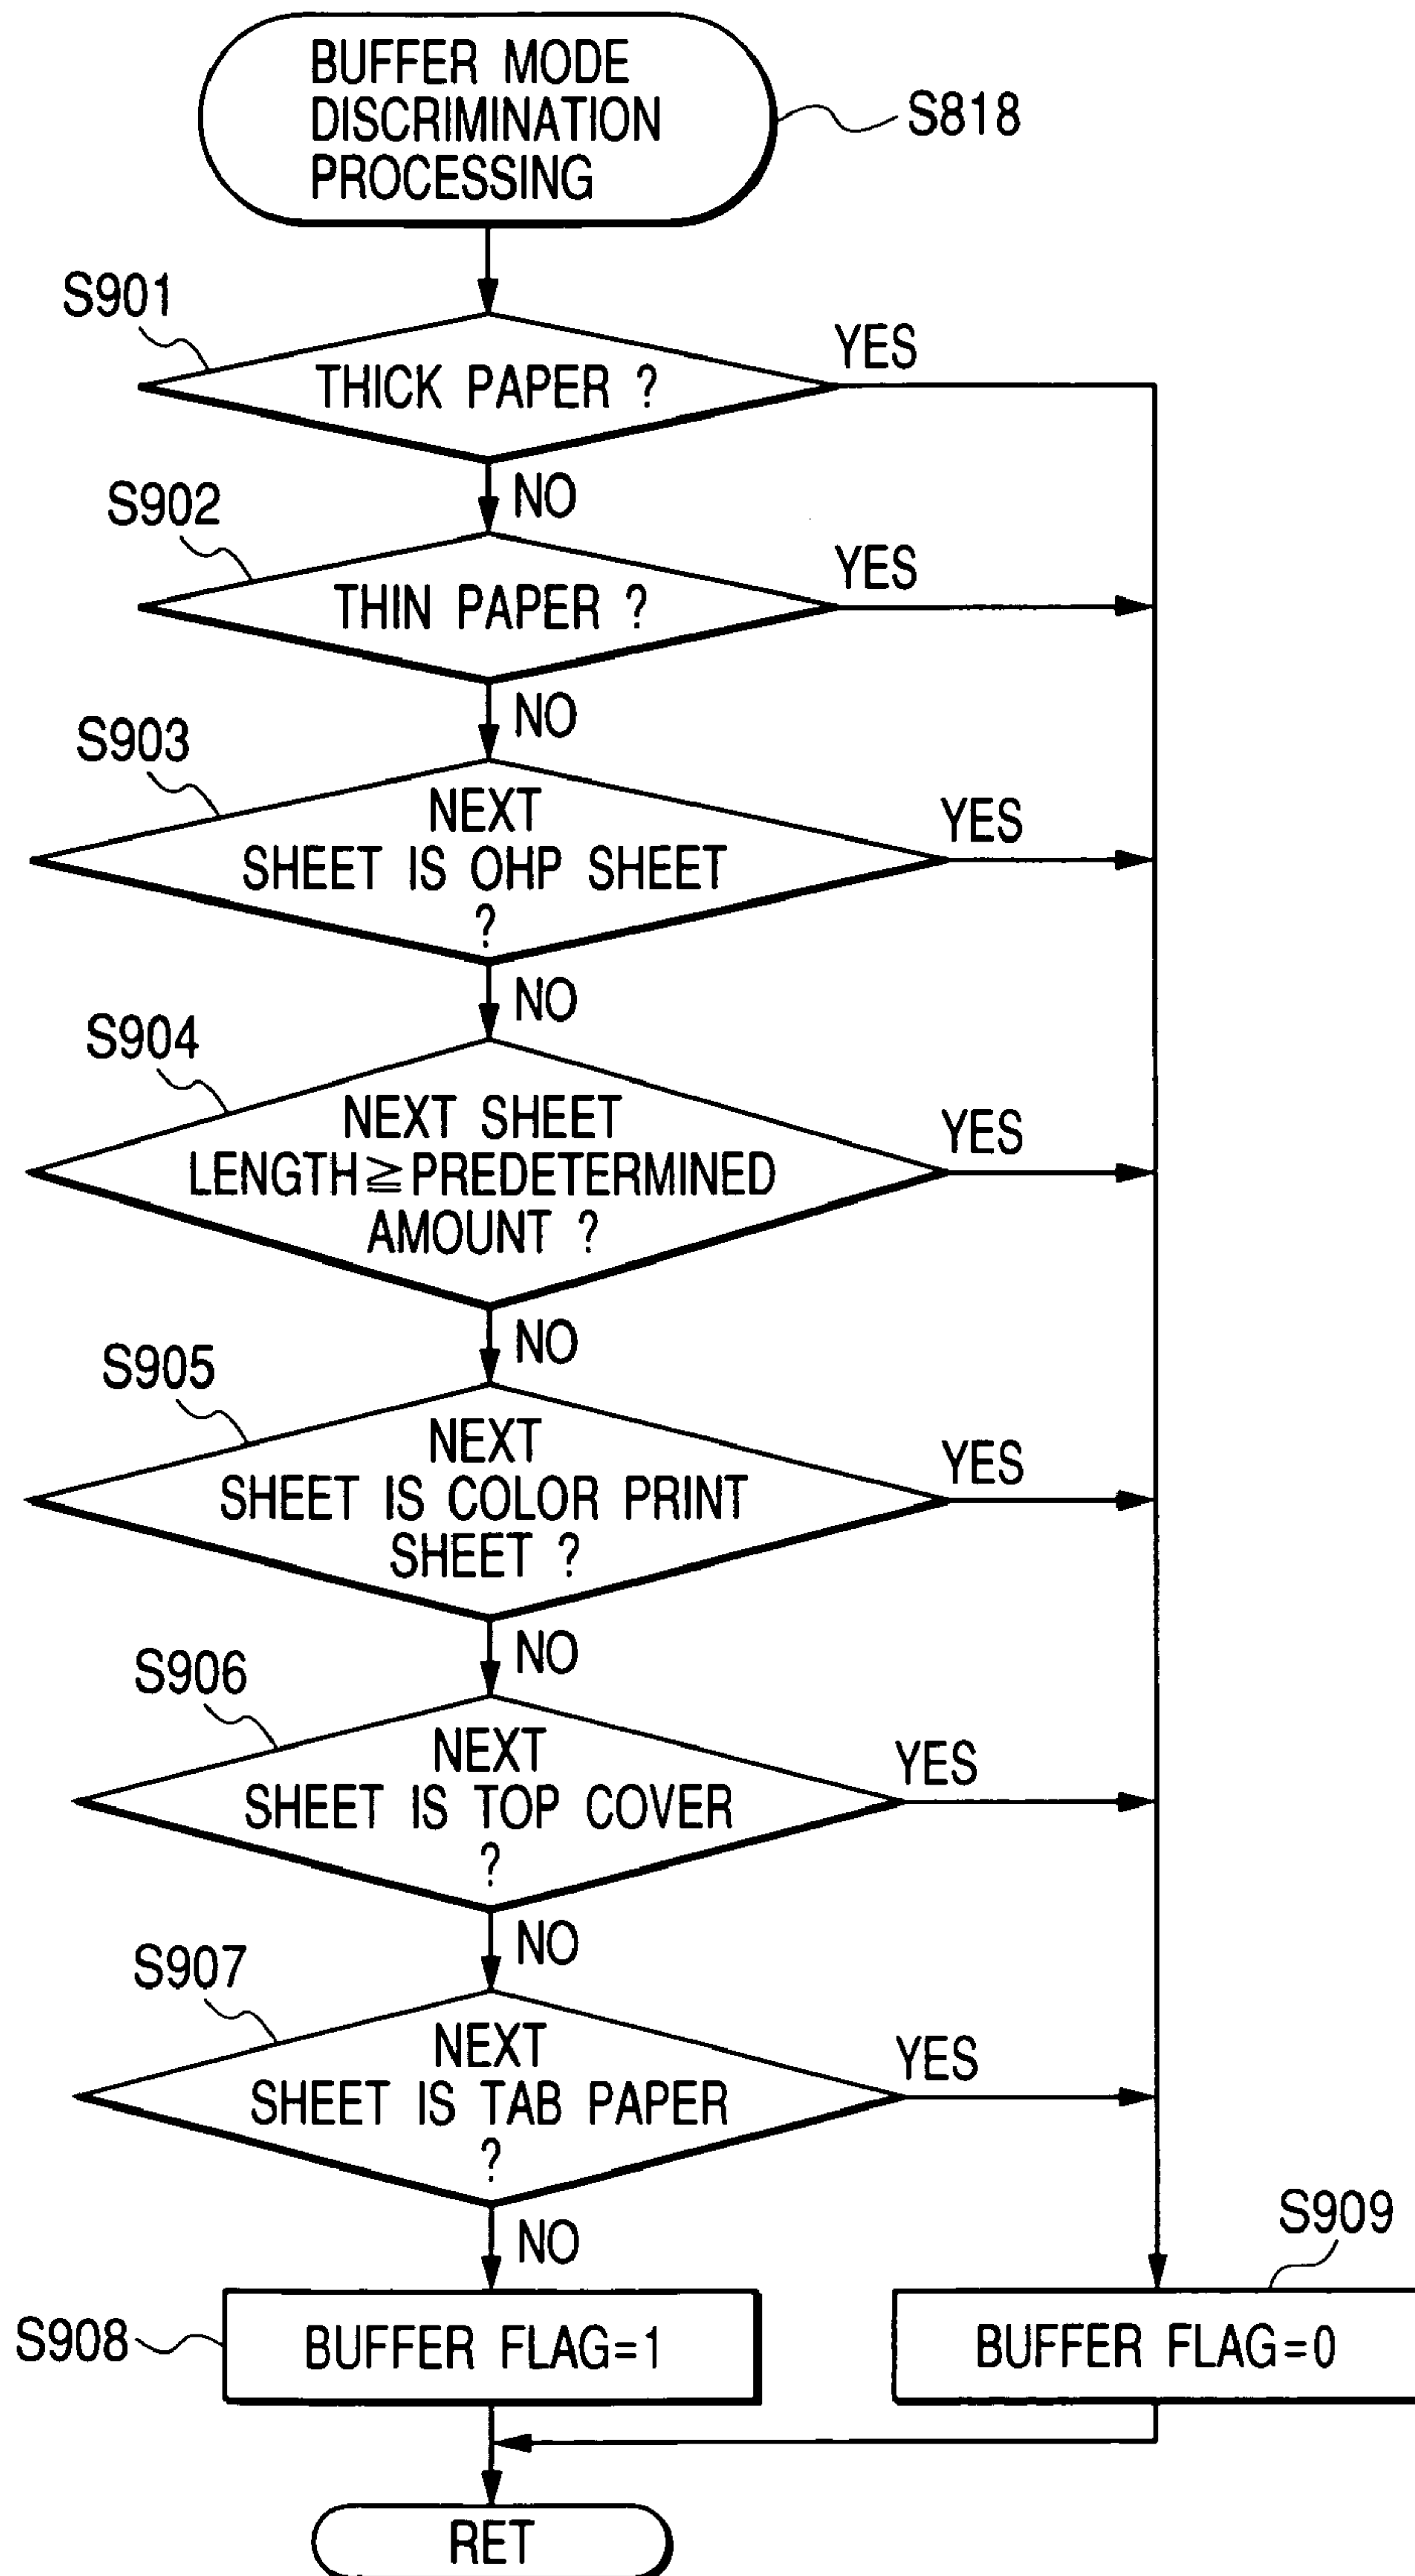 BUFFER MODE
DISCRIMINATION
PROCESSING
S818
S901
THICK PAPER ?
YES
NO
S902
THIN PAPER ?
YES
NO
S903
NEXT
SHEET IS OHP SHEET
?
YES
NO
S904
NEXT SHEET
LENGTH≧PREDETERMINED
AMOUNT ?
YES
NO
S905
NEXT
SHEET IS COLOR PRINT
SHEET ?
YES
NO
S906
NEXT
SHEET IS TOP COVER
?
YES
NO
S907
NEXT
SHEET IS TAB PAPER
?
YES
NO
S908
BUFFER FLAG=1
S909
BUFFER FLAG=0
RET